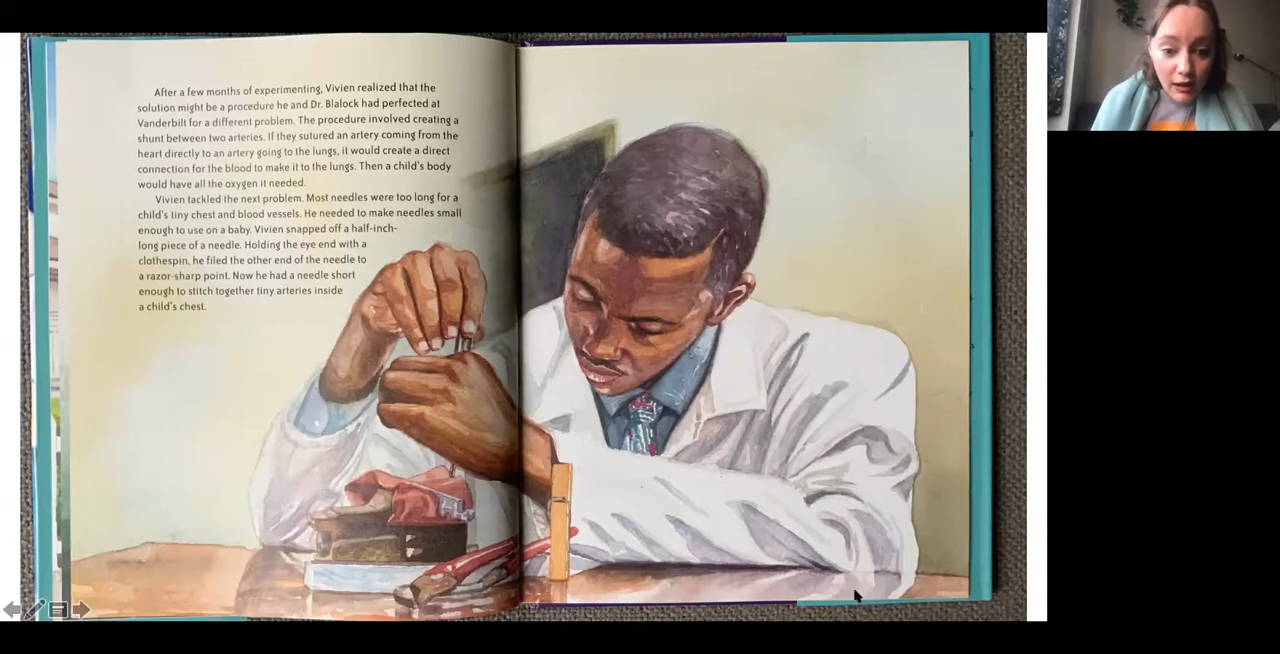 After a few months of experimenting, Vivien realized that the
solution might be a procedure he and Dr. Blalock had perfected at
Vanderbilt for a different problem. The procedure involved creating a
shunt between two arteries. If they sutured an artery coming from the
heart directly to an artery going to the lungs, it would create a direct
connection for the blood to make it to the lungs. Then a child's body
would have all the oxygen it needed.
Vivien tackled the next problem. Most needles were too long for a
child's tiny chest and blood vessels. He needed to make needles small
enough to use on a baby. Vivien snapped off a half-inch-
long piece of a needle. Holding the eye end with a
clothespin, he filed the other end of the needle to
a razor-sharp point. Now he had a needle short
enough to stitch together tiny arteries inside
a child's chest.